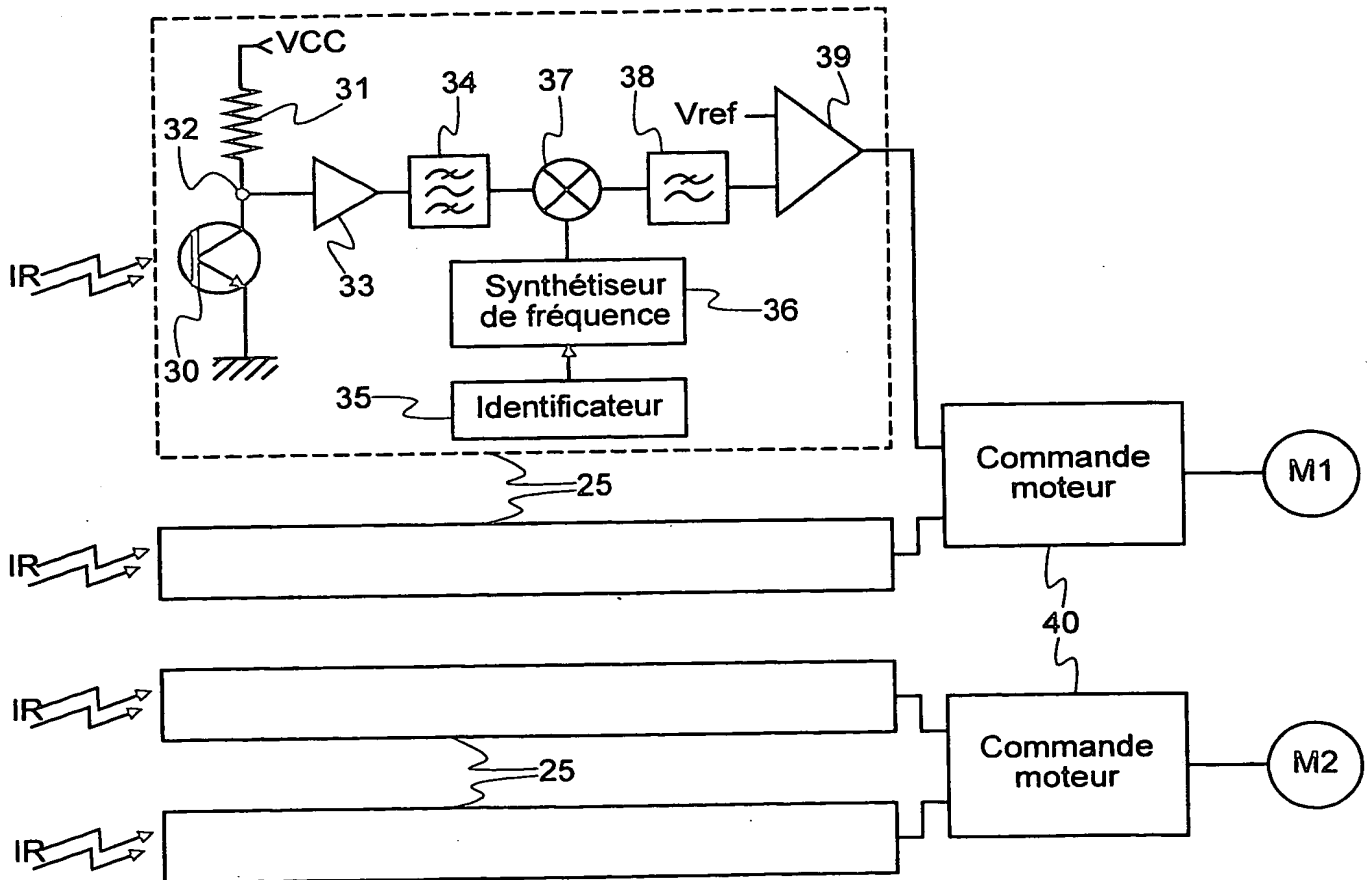 VCC
31
32
34
37
38
39
Vref
IR
33
30
Synthétiseur
de fréquence
36
35
Identificateur
25
Commande
moteur
M1
IR
40
IR
25
Commande
moteur
M2
IR